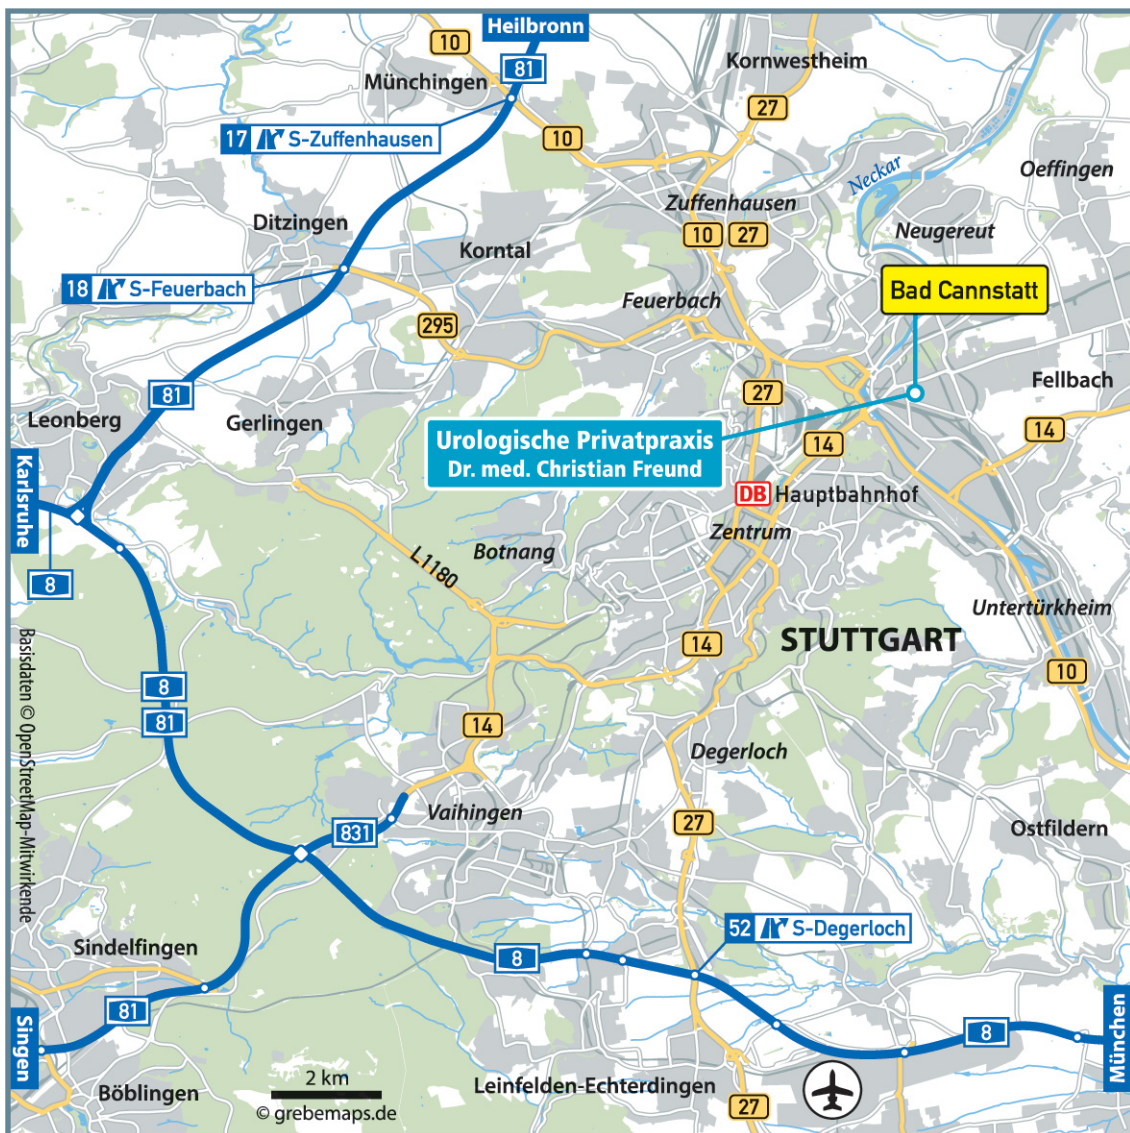 Heilbronn
10
81
Kornwestheim
Münchingen
27
17 S-Zuffenhausen
10
Neckar
Oeffingen
Zuffenhausen
Ditzingen
10 27
Neugereut
Korntal
18 S-Feuerbach
Bad Cannstatt
Feuerbach
295
81
27
Fellbach
Leonberg
Gerlingen
14
14
Urologische Privatpraxis
Dr. med. Christian Freund
Karlsruhe
DB Hauptbahnhof
Zentrum
Botnang
L1180
8
Untertürkheim
STUTTGART
14
10
8
81
14
Degerloch
Basisdaten © OpenStreetMap-Mitwirkende
Vaihingen
831
27
Ostfildern
52 S-Degerloch
Sindelfingen
8
81
8
Singen
München
2 km
Böblingen
Leinfelden-Echterdingen
© grebemaps.de
27